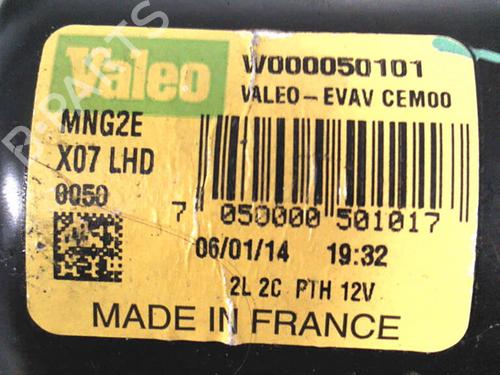 Valeo
W000050101
VALEO-EVAV CEM00
MNG2E
X07 LHD
0050
7 050000 501017
06/01/14 19:32
2L 2C PTH 12V
MADE IN FRANCE
B-PARTS